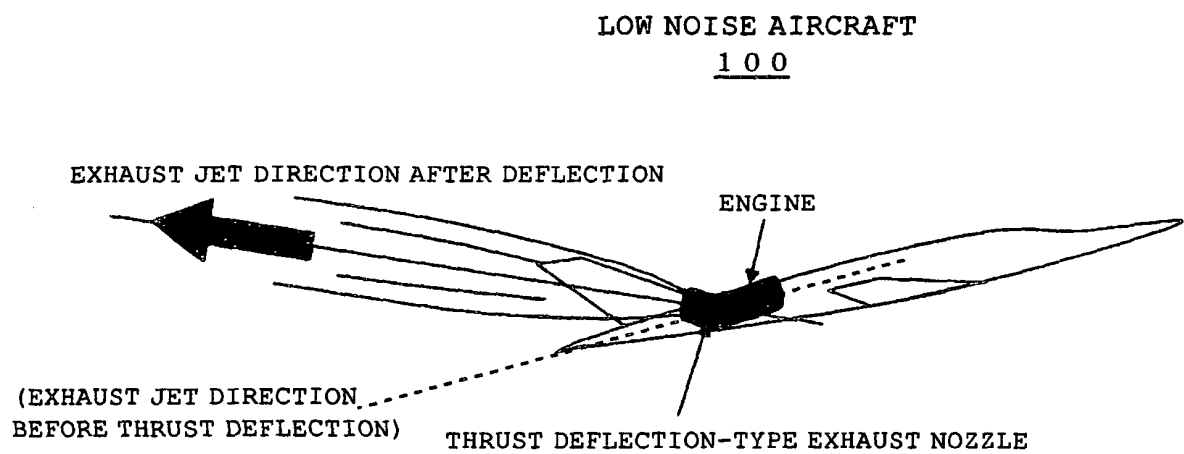 LOW NOISE AIRCRAFT
100
EXHAUST JET DIRECTION AFTER DEFLECTION
ENGINE
(EXHAUST JET DIRECTION
BEFORE THRUST DEFLECTION)
THRUST DEFLECTION-TYPE EXHAUST NOZZLE